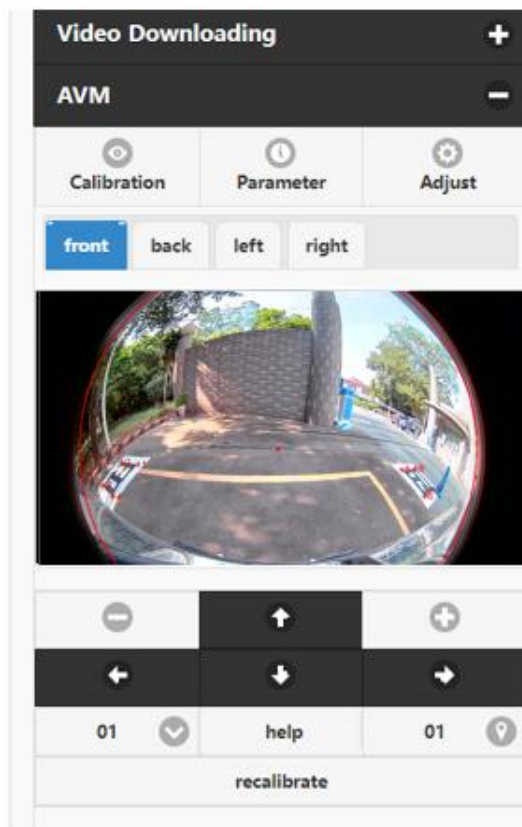 Video Downloading
AVM
Calibration Parameter Adjust
front back left right
01 help 01
recalibrate